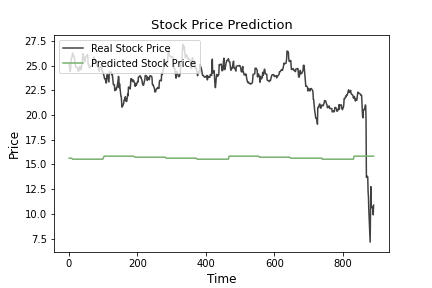 Stock Price Prediction
Real Stock Price
Predicted Stock Price
27.5
25.0
22.5
20.0
17.5
15.0
12.5
10.0
7.5
Price
0 200 400 600 800
Time